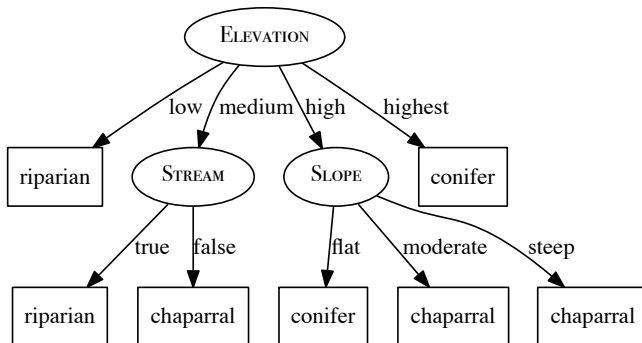 ELEVATION
low medium high highest
riparian STREAM SLOPE conifer
true false flat moderate steep
riparian chaparral conifer chaparral chaparral